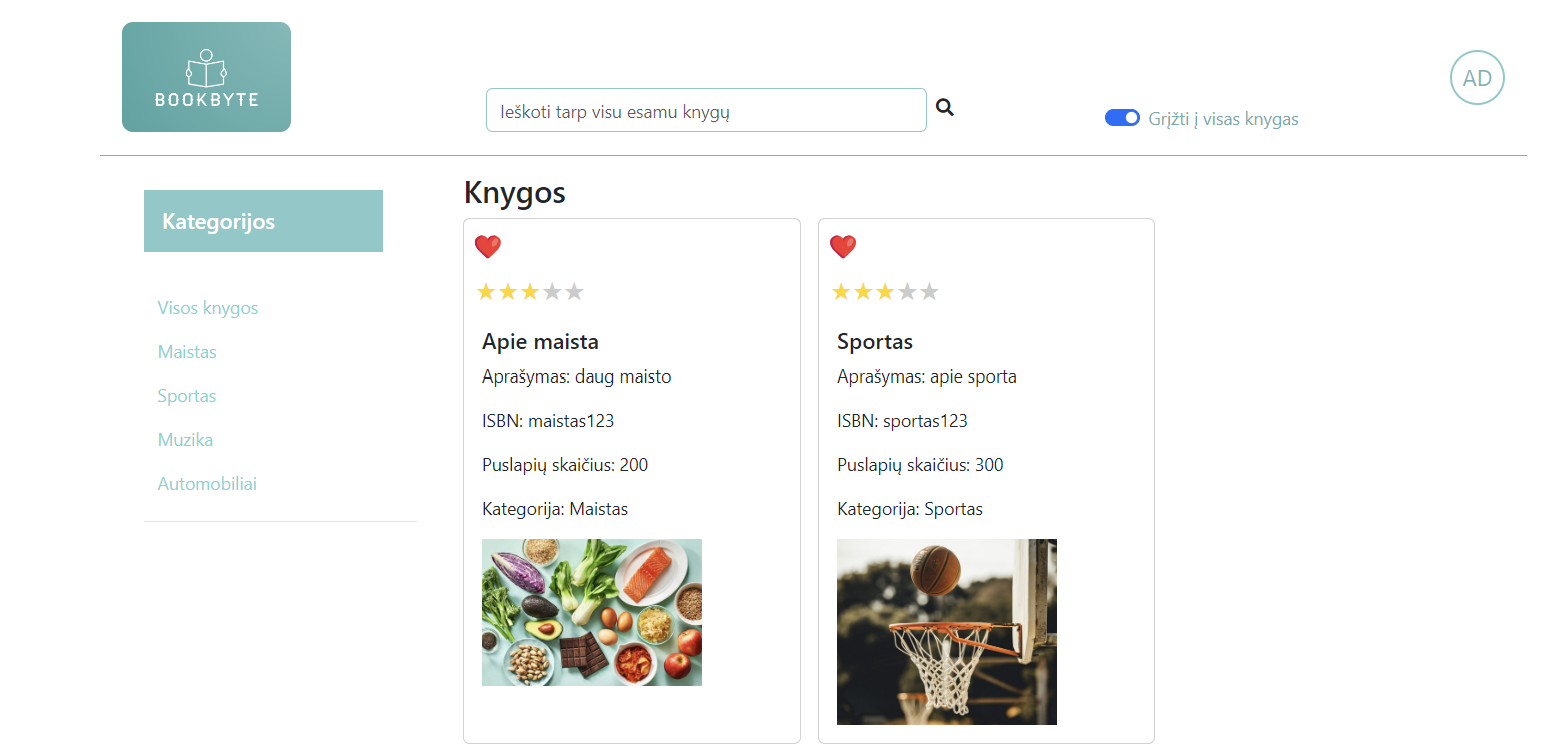 BOOKBYTE
Ieškoti tarp visu esamu knygų
Grįžti į visas knygas
AD
Kategorijos
Visos knygos
Maistas
Sportas
Muzika
Automobiliai
Knygos
Apie maista
Aprašymas: daug maisto
ISBN: maistas123
Puslapių skaičius: 200
Kategorija: Maistas
Sportas
Aprašymas: apie sporta
ISBN: sportas123
Puslapių skaičius: 300
Kategorija: Sportas